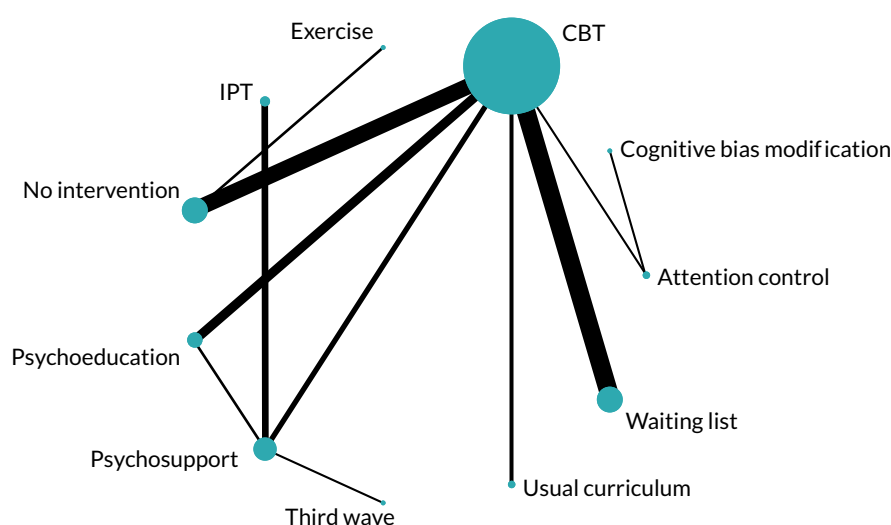 Exercise
CBT
IPT
Cognitive bias modification
No intervention
Attention control
Psychoeducation
Waiting list
Psychosupport
Usual curriculum
Third wave